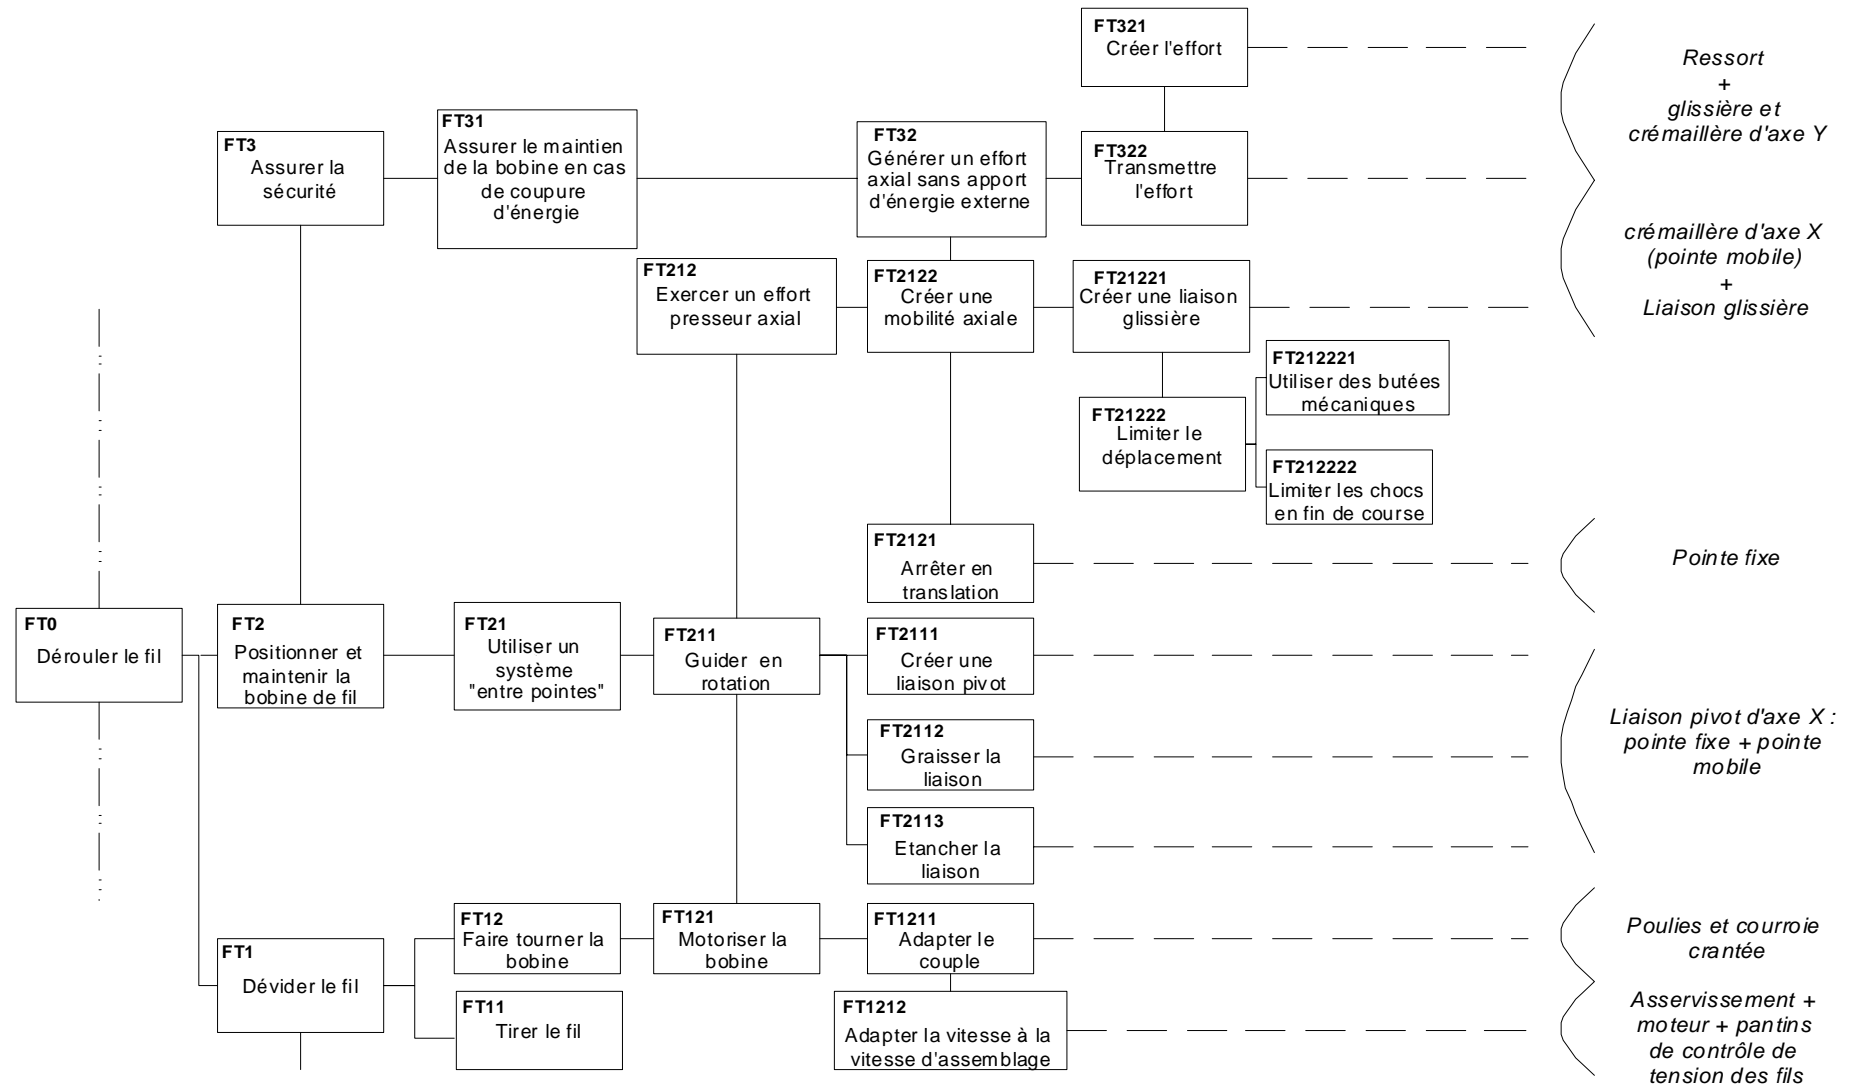 FT321
Créer l'effort
Ressort
+
glissière et
crémaillère d'axe Y
FT3
Assurer la
sécurité
FT31
Assurer le maintien
de la bobine en cas
de coupure
d'énergie
FT32
Générer un effort
axial sans apport
d'énergie externe
FT322
Transmettre
l'effort
crémaillère d'axe X
(pointe mobile)
+
Liaison glissière
FT212
Exercer un effort
presseur axial
FT2122
Créer une
mobilité axiale
FT21221
Créer une liaison
glissière
FT212221
Utiliser des butées
mécaniques
FT21222
Limiter le
déplacement
FT212222
Limiter les chocs
en fin de course
FT2121
Arrêter en
translation
Pointe fixe
FT0
Dérouler le fil
FT2
Positionner et
maintenir la
bobine de fil
FT21
Utiliser un
système
"entre pointes"
FT211
Guider en
rotation
FT2111
Créer une
liaison pivot
FT2112
Graisser la
liaison
Liaison pivot d'axe X :
pointe fixe + pointe
mobile
FT2113
Etancher la
liaison
FT1
Dévider le fil
FT12
Faire tourner la
bobine
FT121
Motoriser la
bobine
FT1211
Adapter le
couple
Poulies et courroie
crantée
FT11
Tirer le fil
FT1212
Adapter la vitesse à la
vitesse d'assemblage
Asservissement +
moteur + pantins
de contrôle de
tension des fils